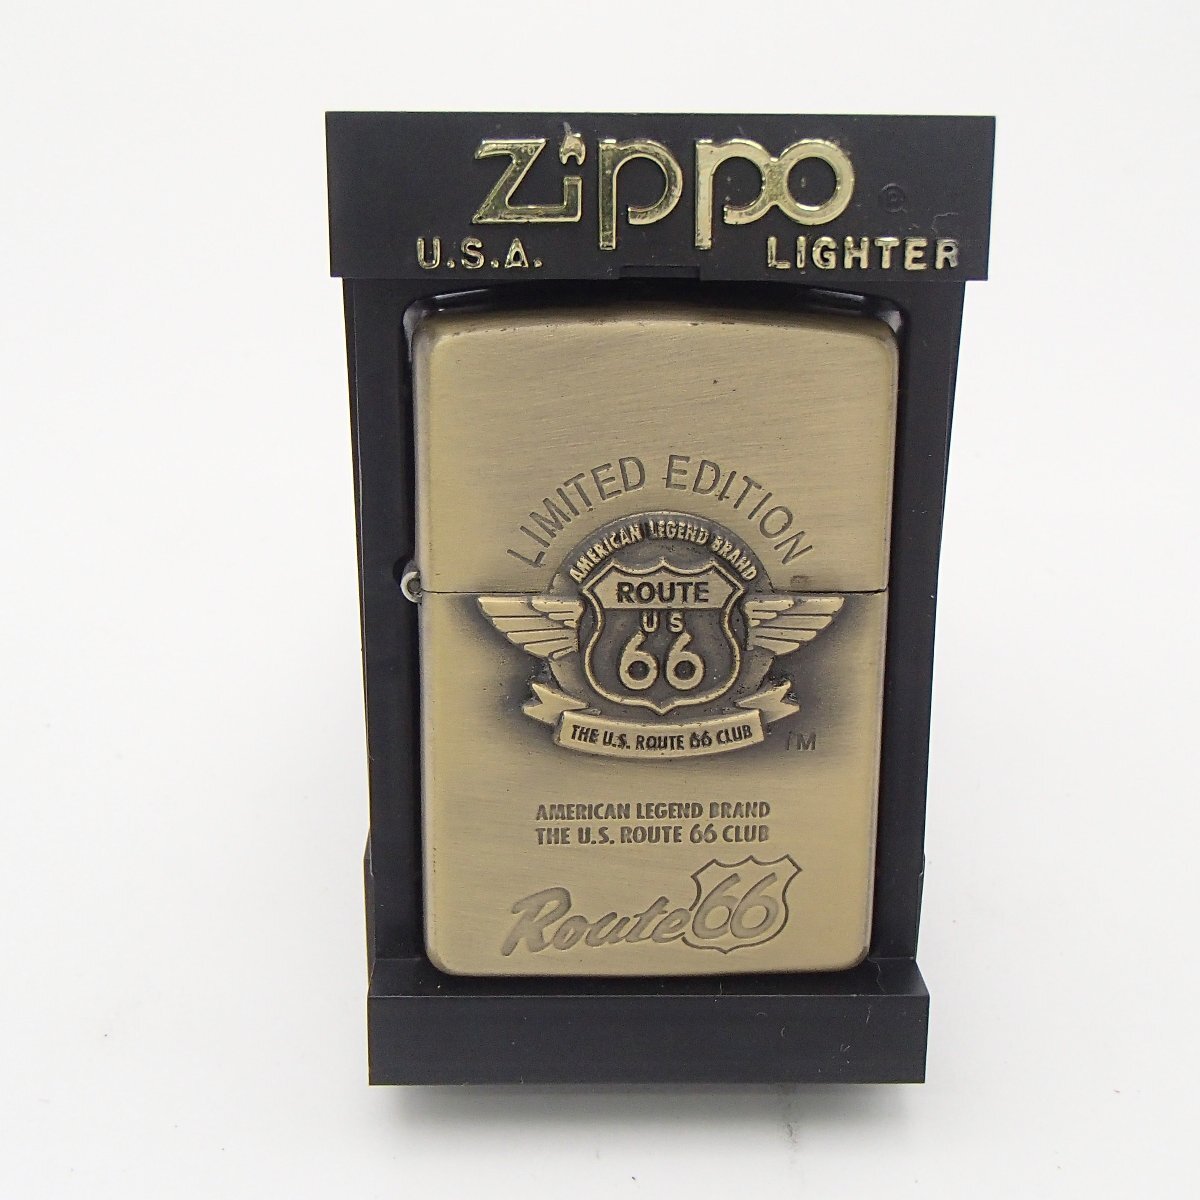 Zippo ®
U.S.A. LIGHTER
LIMITED EDITION
AMERICAN LEGEND BRAND
ROUTE
U S
66
THE U.S. ROUTE 66 CLUB
TM
AMERICAN LEGEND BRAND
THE U.S. ROUTE 66 CLUB
Route 66